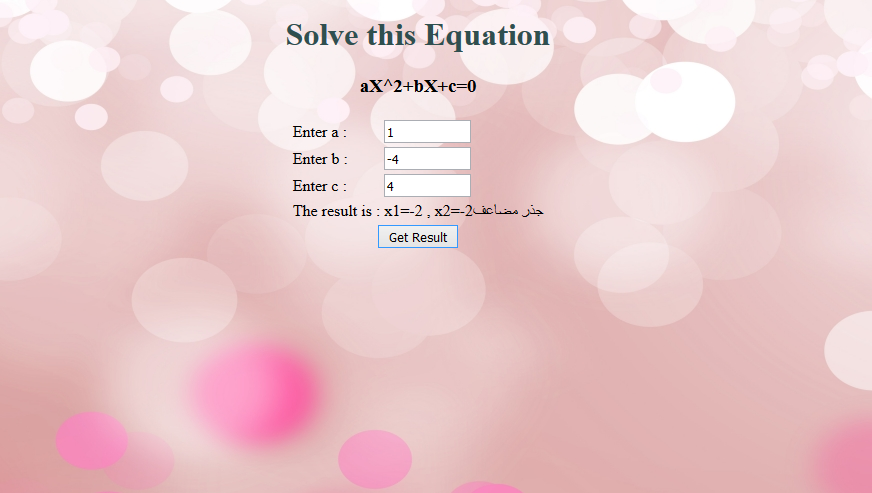 Solve this Equation
aX^2+bX+c=0
Enter a : 1
Enter b : -4
Enter c : 4
The result is : x1=-2 , x2=-2جذر مضاعف
Get Result